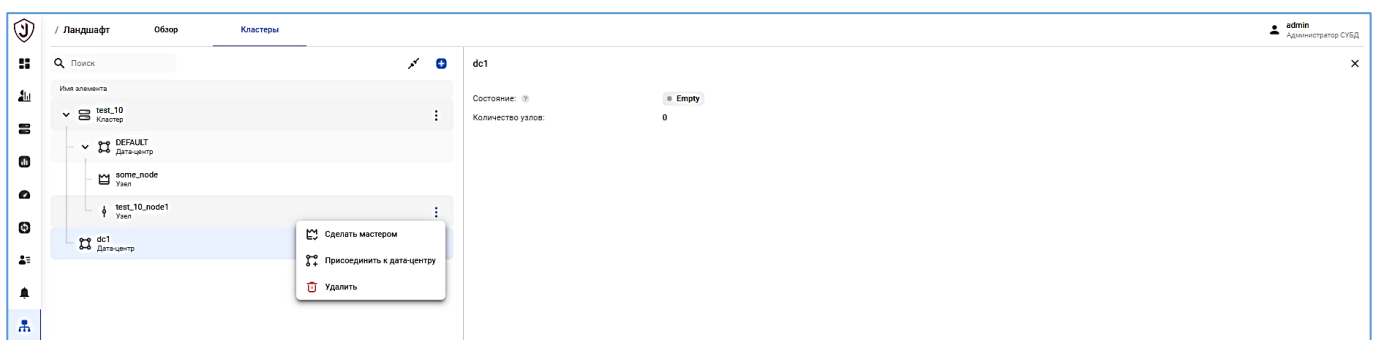 / Ландшафт Обзор Кластеры
admin
Администратор СУБД
Поиск
Имя элемента
test_10
Кластер
DEFAULT
Дата-центр
some_node
Узел
test_10_node1
Узел
dc1
Дата-центр
Сделать мастером
Присоединить к дата-центру
Удалить
dc1
Состояние: ? Empty
Количество узлов: 0